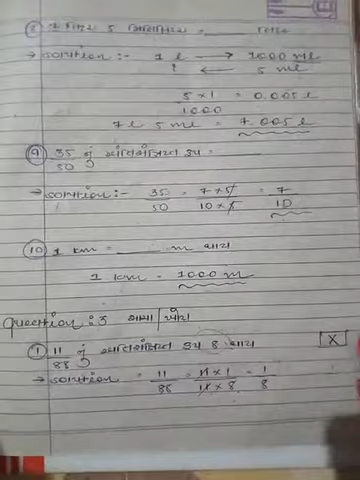 ⑧ 7 લિટર 5 મિલિલિટર = લિટર
→ solution :- 1 l → 1000 ml
? ← 5 ml
5 × 1 / 1000 = 0.005 l
7 l 5 ml = 7.005 l
⑨ 35/50 નું અતિસંક્ષિપ્ત રૂપ = ______
→ solution :- 35/50 = 7 × 5 / 10 × 5 = 7/10
⑩ 1 km = ______ m થાય
1 km = 1000 m
Question : 3 સાચા | ખોટા
① 11/88 નું અતિસંક્ષિપ્ત રૂપ 8 થાય [X]
→ solution = 11/88 = 11 × 1 / 11 × 8 = 1/8